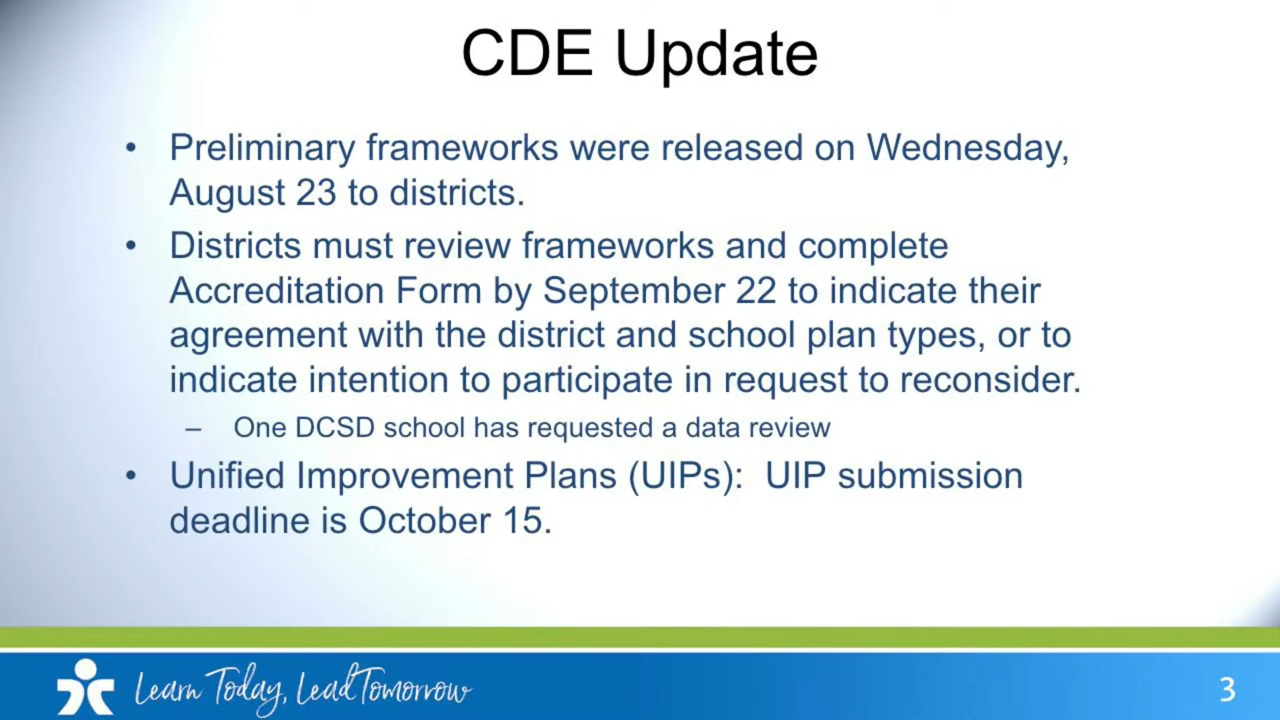 CDE Update
• Preliminary frameworks were released on Wednesday,
August 23 to districts.
• Districts must review frameworks and complete
Accreditation Form by September 22 to indicate their
agreement with the district and school plan types, or to
indicate intention to participate in request to reconsider.
– One DCSD school has requested a data review
• Unified Improvement Plans (UIPs):  UIP submission
deadline is October 15.
Learn Today, Lead Tomorrow
3